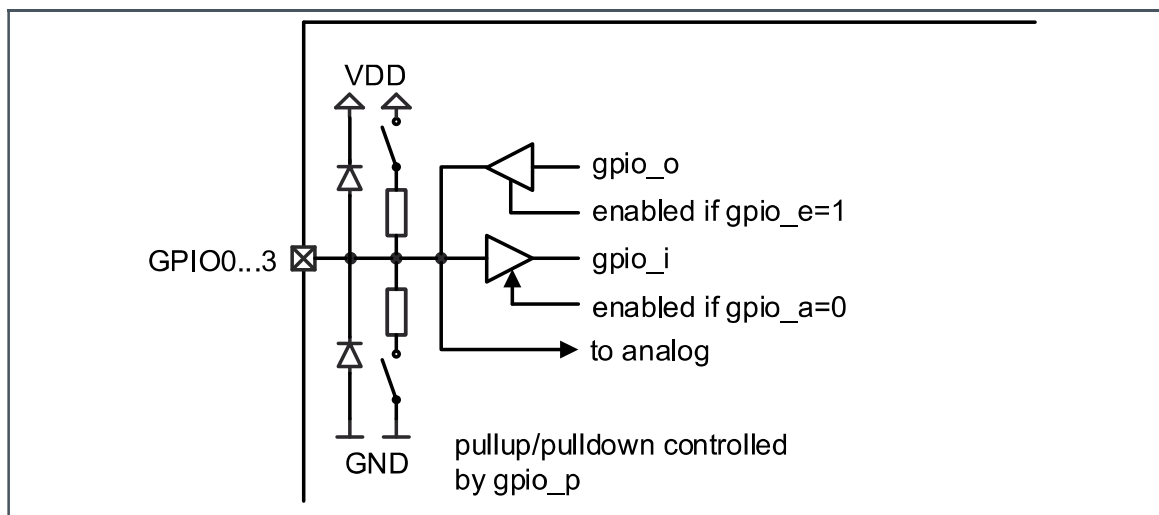 VDD
gpio_o
enabled if gpio_e=1
GPIO0...3
gpio_i
enabled if gpio_a=0
to analog
GND
pullup/pulldown controlled
by gpio_p